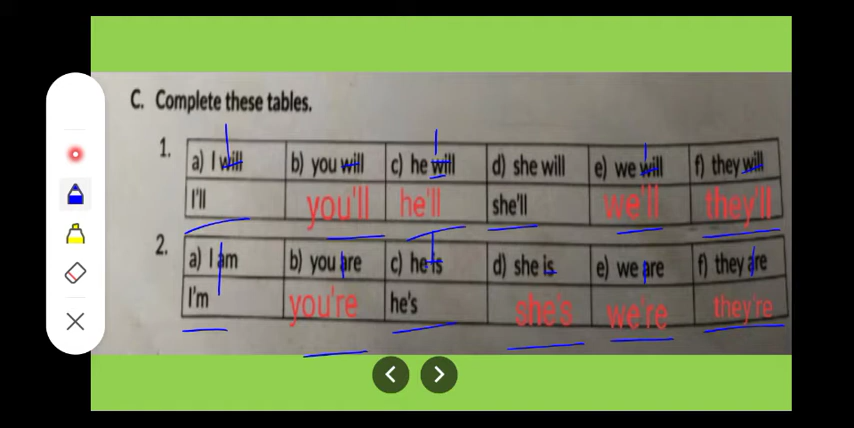 C. Complete these tables.
1. a) I will b) you will c) he will d) she will e) we will f) they will
I'll you'll he'll she'll we'll they'll
2. a) I am b) you are c) he is d) she is e) we are f) they are
I'm you're he's she's we're they're